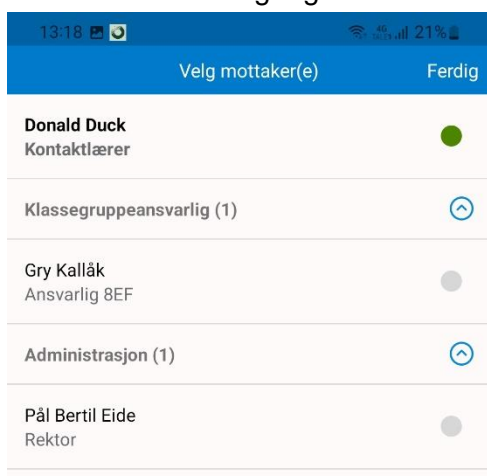 13:18 4G 21%
Velg mottaker(e) Ferdig
Donald Duck
Kontaktlærer
Klassegruppeansvarlig (1)
Gry Kallåk
Ansvarlig 8EF
Administrasjon (1)
Pål Bertil Eide
Rektor